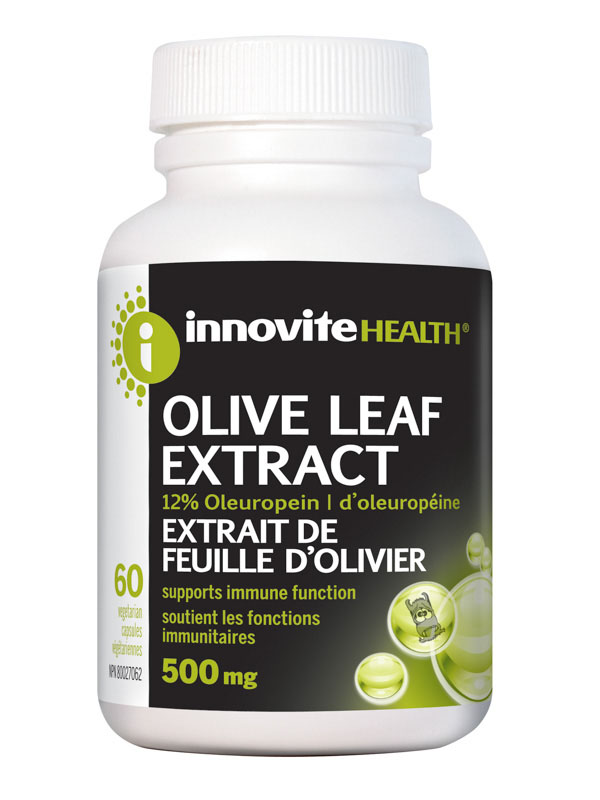 i innoviteHEALTH®
OLIVE LEAF
EXTRACT
12% Oleuropein | d'oleuropéine
EXTRAIT DE
FEUILLE D'OLIVIER
supports immune function
soutient les fonctions
immunitaires
500 mg
60
vegetarian
capsules
végétariennes
NPN 80027062